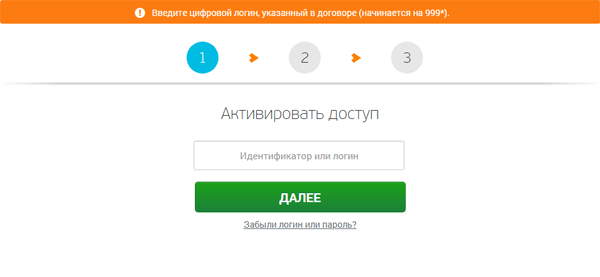 Введите цифровой логин, указанный в договоре (начинается на 999*).
1 2 3
Активировать доступ
Идентификатор или логин
ДАЛЕЕ
Забыли логин или пароль?